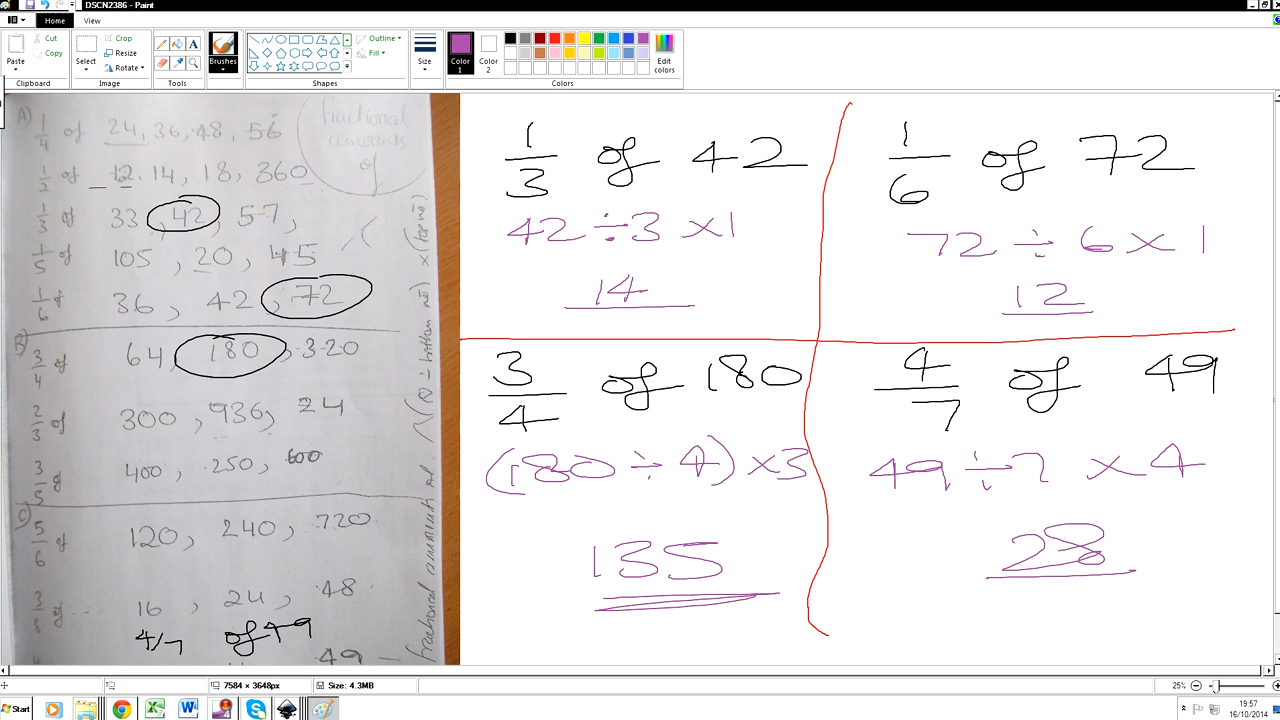 DSCN2386 - Paint
Home View
Paste Cut Copy Clipboard
Select Crop Resize Rotate Image
Tools
Brushes
Shapes Outline Fill
Size
Color 1 Color 2 Edit colors Colors
A) 1/4 of 24, 36, 48, 56
1/2 of 12, 14, 18, 360
1/3 of 33, 42, 57,
1/5 of 105, 20, 45
1/6 of 36, 42, 72
3/4 of 64, 180, 320
2/3 of 300, 936, 24
3/5 of 400, 250, 600
C) 5/6 of 120, 240, 720
16, 24, 48
4/7 of 49
49
fractional amounts of
fractional amounts of
1/3 of 42
42 ÷ 3 × 1
14
1/6 of 72
72 ÷ 6 × 1
12
3/4 of 180
(180 ÷ 4) × 3
135
4/7 of 49
49 ÷ 7 × 4
28
7584 × 3648px Size: 4.3MB 25%
Start 19:57
16/10/2014